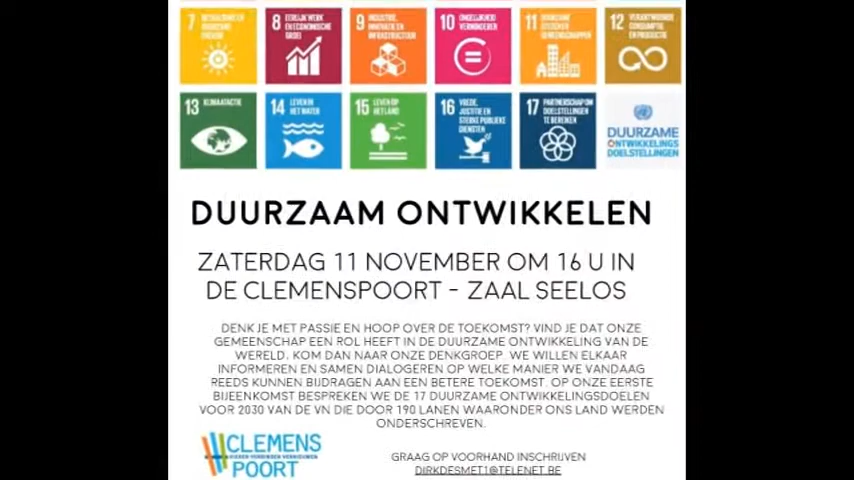 7 BETAALBARE EN DUURZAME ENERGIE
8 EERLIJK WERK EN ECONOMISCHE GROEI
9 INDUSTRIE, INNOVATIE EN INFRASTRUCTUUR
10 ONGELIJKHEID VERMINDEREN
11 DUURZAME STEDEN EN GEMEENSCHAPPEN
12 VERANTWOORDE CONSUMPTIE EN PRODUCTIE
13 KLIMAATACTIE
14 LEVEN IN HET WATER
15 LEVEN OP HET LAND
16 VREDE, JUSTITIE EN STERKE PUBLIEKE DIENSTEN
17 PARTNERSCHAP OM DOELSTELLINGEN TE BEREIKEN
DUURZAME
ONTWIKKELINGS
DOELSTELLINGEN
DUURZAAM ONTWIKKELEN
ZATERDAG 11 NOVEMBER OM 16 U IN
DE CLEMENSPOORT - ZAAL SEELOS
DENK JE MET PASSIE EN HOOP OVER DE TOEKOMST? VIND JE DAT ONZE
GEMEENSCHAP EEN ROL HEEFT IN DE DUURZAME ONTWIKKELING VAN DE
WERELD. KOM DAN NAAR ONZE DENKGROEP. WE WILLEN ELKAAR
INFORMEREN EN SAMEN DIALOGEREN OP WELKE MANIER WE VANDAAG
REEDS KUNNEN BIJDRAGEN AAN EEN BETERE TOEKOMST. OP ONZE EERSTE
BIJEENKOMST BESPREKEN WE DE 17 DUURZAME ONTWIKKELINGSDOELEN
VOOR 2030 VAN DE VN DIE DOOR 190 LANEN WAARONDER ONS LAND WERDEN
ONDERSCHREVEN.
CLEMENS
POORT
GRAAG OP VOORHAND INSCHRIJVEN
DIRKDESMET1@TELENET.BE